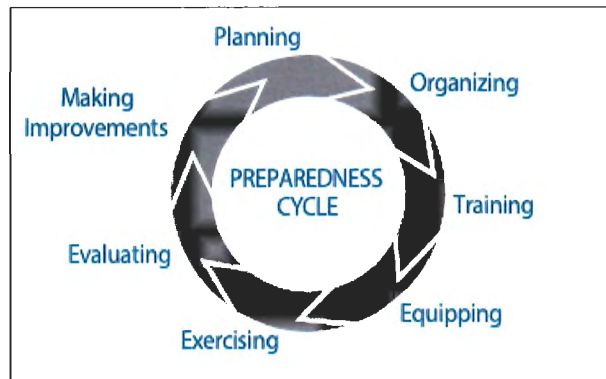 Planning
Organizing
Training
Equipping
Exercising
Evaluating
Making
Improvements
PREPAREDNESS
CYCLE